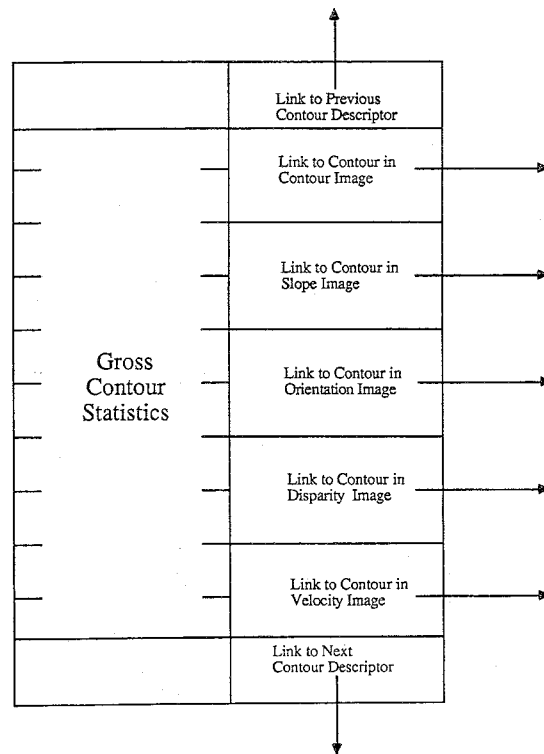 Link to Previous
Contour Descriptor
Link to Contour in
Contour Image
Link to Contour in
Slope Image
Gross
Contour
Statistics
Link to Contour in
Orientation Image
Link to Contour in
Disparity Image
Link to Contour in
Velocity Image
Link to Next
Contour Descriptor